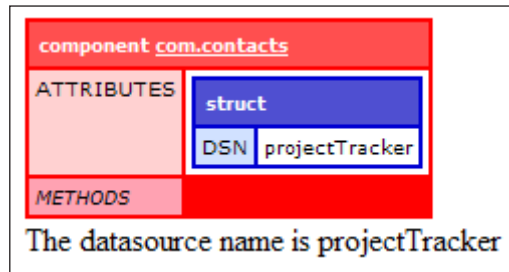 component com.contacts
ATTRIBUTES
struct
DSN projectTracker
METHODS
The datasource name is projectTracker